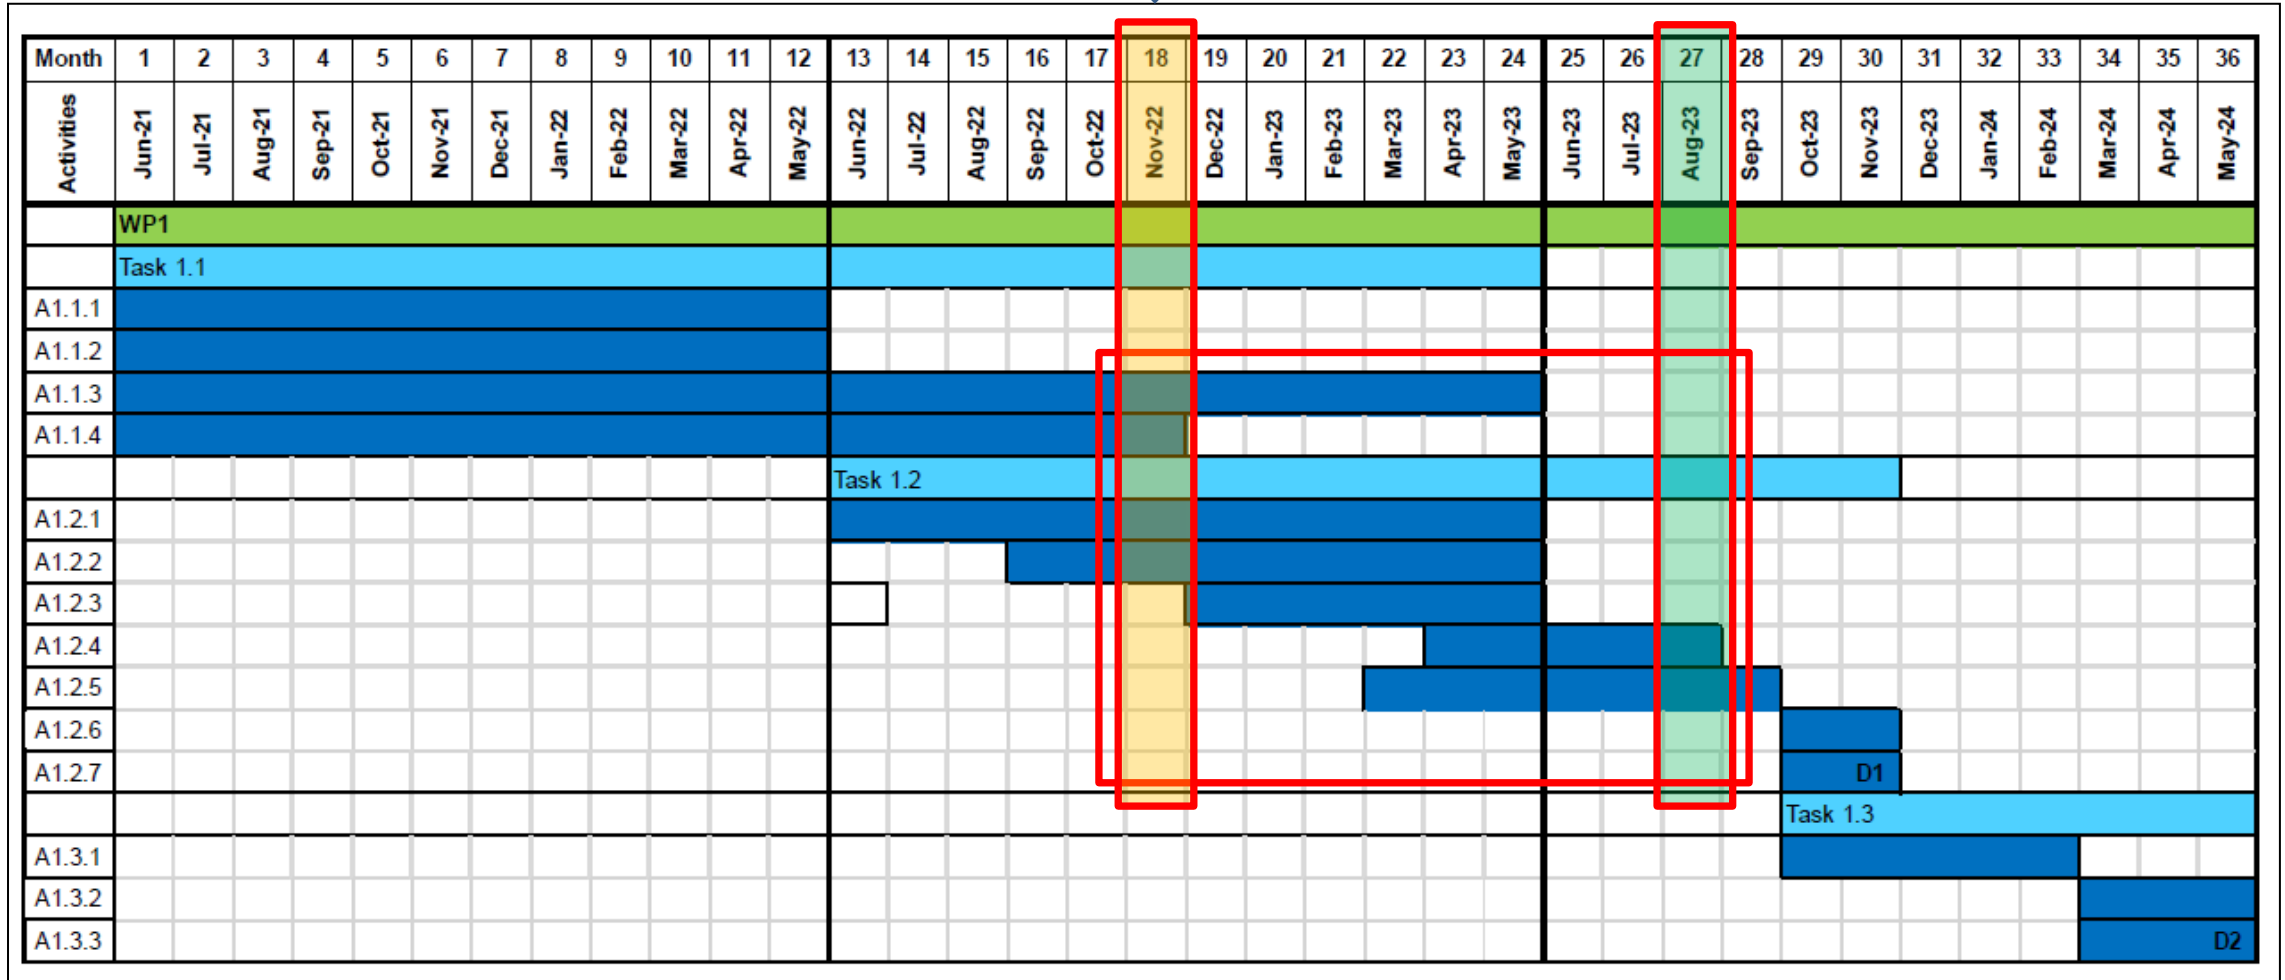 Month 1 2 3 4 5 6 7 8 9 10 11 12 13 14 15 16 17 18 19 20 21 22 23 24 25 26 27 28 29 30 31 32 33 34 35 36
Activities Jun-21 Jul-21 Aug-21 Sep-21 Oct-21 Nov-21 Dec-21 Jan-22 Feb-22 Mar-22 Apr-22 May-22 Jun-22 Jul-22 Aug-22 Sep-22 Oct-22 Nov-22 Dec-22 Jan-23 Feb-23 Mar-23 Apr-23 May-23 Jun-23 Jul-23 Aug-23 Sep-23 Oct-23 Nov-23 Dec-23 Jan-24 Feb-24 Mar-24 Apr-24 May-24
WP1
Task 1.1
A1.1.1
A1.1.2
A1.1.3
A1.1.4
Task 1.2
A1.2.1
A1.2.2
A1.2.3
A1.2.4
A1.2.5
A1.2.6
A1.2.7 D1
Task 1.3
A1.3.1
A1.3.2
A1.3.3 D2